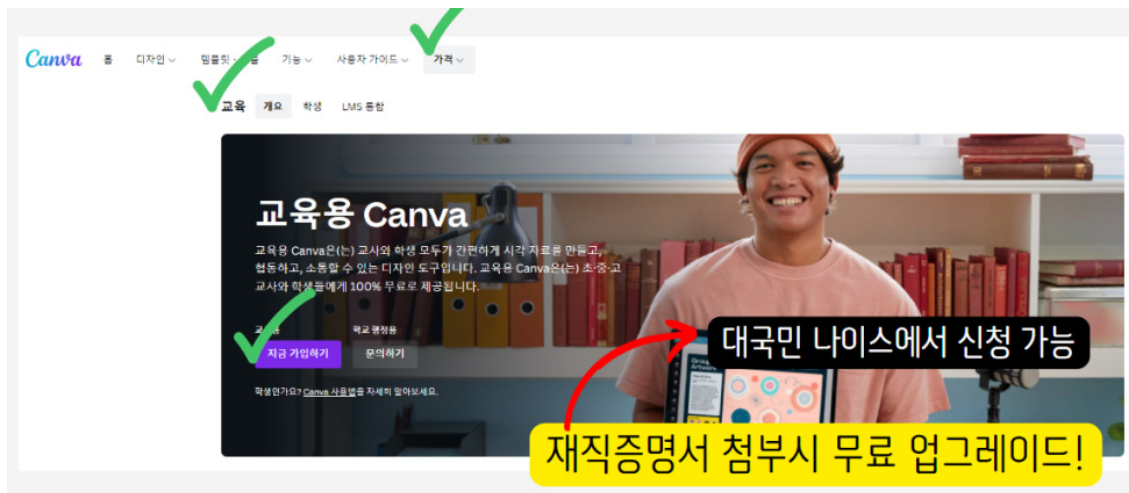 Canva 홈 디자인 템플릿 기능 사용자 가이드 가격
교육 개요 학생 LMS 통합
교육용 Canva
교육용 Canva은(는) 교사와 학생 모두가 간편하게 시각 자료를 만들고,
협동하고, 소통할 수 있는 디자인 도구입니다. 교육용 Canva은(는) 초·중·고
교사와 학생들에게 100% 무료로 제공됩니다.
학교 행정용
지금 가입하기 문의하기
학생인가요? Canva 사용법을 자세히 알아보세요.
대국민 나이스에서 신청 가능
재직증명서 첨부시 무료 업그레이드!